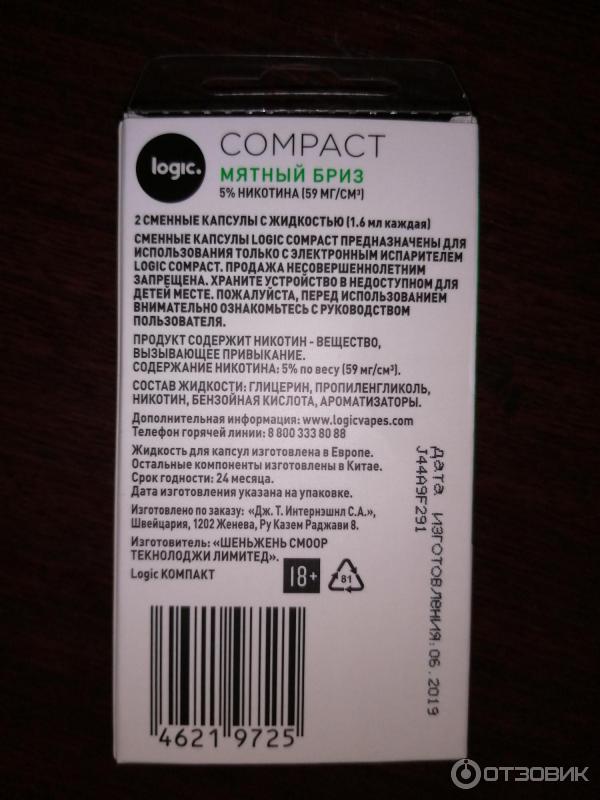 logic.
COMPACT
МЯТНЫЙ БРИЗ
5% НИКОТИНА (59 МГ/СМ³)
2 СМЕННЫЕ КАПСУЛЫ С ЖИДКОСТЬЮ (1.6 мл каждая)
СМЕННЫЕ КАПСУЛЫ LOGIC COMPACT ПРЕДНАЗНАЧЕНЫ ДЛЯ
ИСПОЛЬЗОВАНИЯ ТОЛЬКО С ЭЛЕКТРОННЫМ ИСПАРИТЕЛЕМ
LOGIC COMPACT. ПРОДАЖА НЕСОВЕРШЕННОЛЕТНИМ
ЗАПРЕЩЕНА. ХРАНИТЕ УСТРОЙСТВО В НЕДОСТУПНОМ ДЛЯ
ДЕТЕЙ МЕСТЕ. ПОЖАЛУЙСТА, ПЕРЕД ИСПОЛЬЗОВАНИЕМ
ВНИМАТЕЛЬНО ОЗНАКОМЬТЕСЬ С РУКОВОДСТВОМ
ПОЛЬЗОВАТЕЛЯ.
ПРОДУКТ СОДЕРЖИТ НИКОТИН - ВЕЩЕСТВО,
ВЫЗЫВАЮЩЕЕ ПРИВЫКАНИЕ.
СОДЕРЖАНИЕ НИКОТИНА: 5% по весу (59 мг/см³).
СОСТАВ ЖИДКОСТИ: ГЛИЦЕРИН, ПРОПИЛЕНГЛИКОЛЬ,
НИКОТИН, БЕНЗОЙНАЯ КИСЛОТА, АРОМАТИЗАТОРЫ.
Дополнительная информация: www.logicvapes.com
Телефон горячей линии: 8 800 333 80 88
Жидкость для капсул изготовлена в Европе.
Остальные компоненты изготовлены в Китае.
Срок годности: 24 месяца.
Дата изготовления указана на упаковке.
Изготовлено по заказу: «Дж. Т. Интернэшнл С.А.»,
Швейцария, 1202 Женева, Ру Казем Раджави 8.
Изготовитель: «ШЕНЬЖЕНЬ СМООР
ТЕКНОЛОДЖИ ЛИМИТЕД».
Logic КОМПАКТ
18+
81
4621 9725
дата изготовления: 06.2019
J44A9F291
ОТЗОВИК